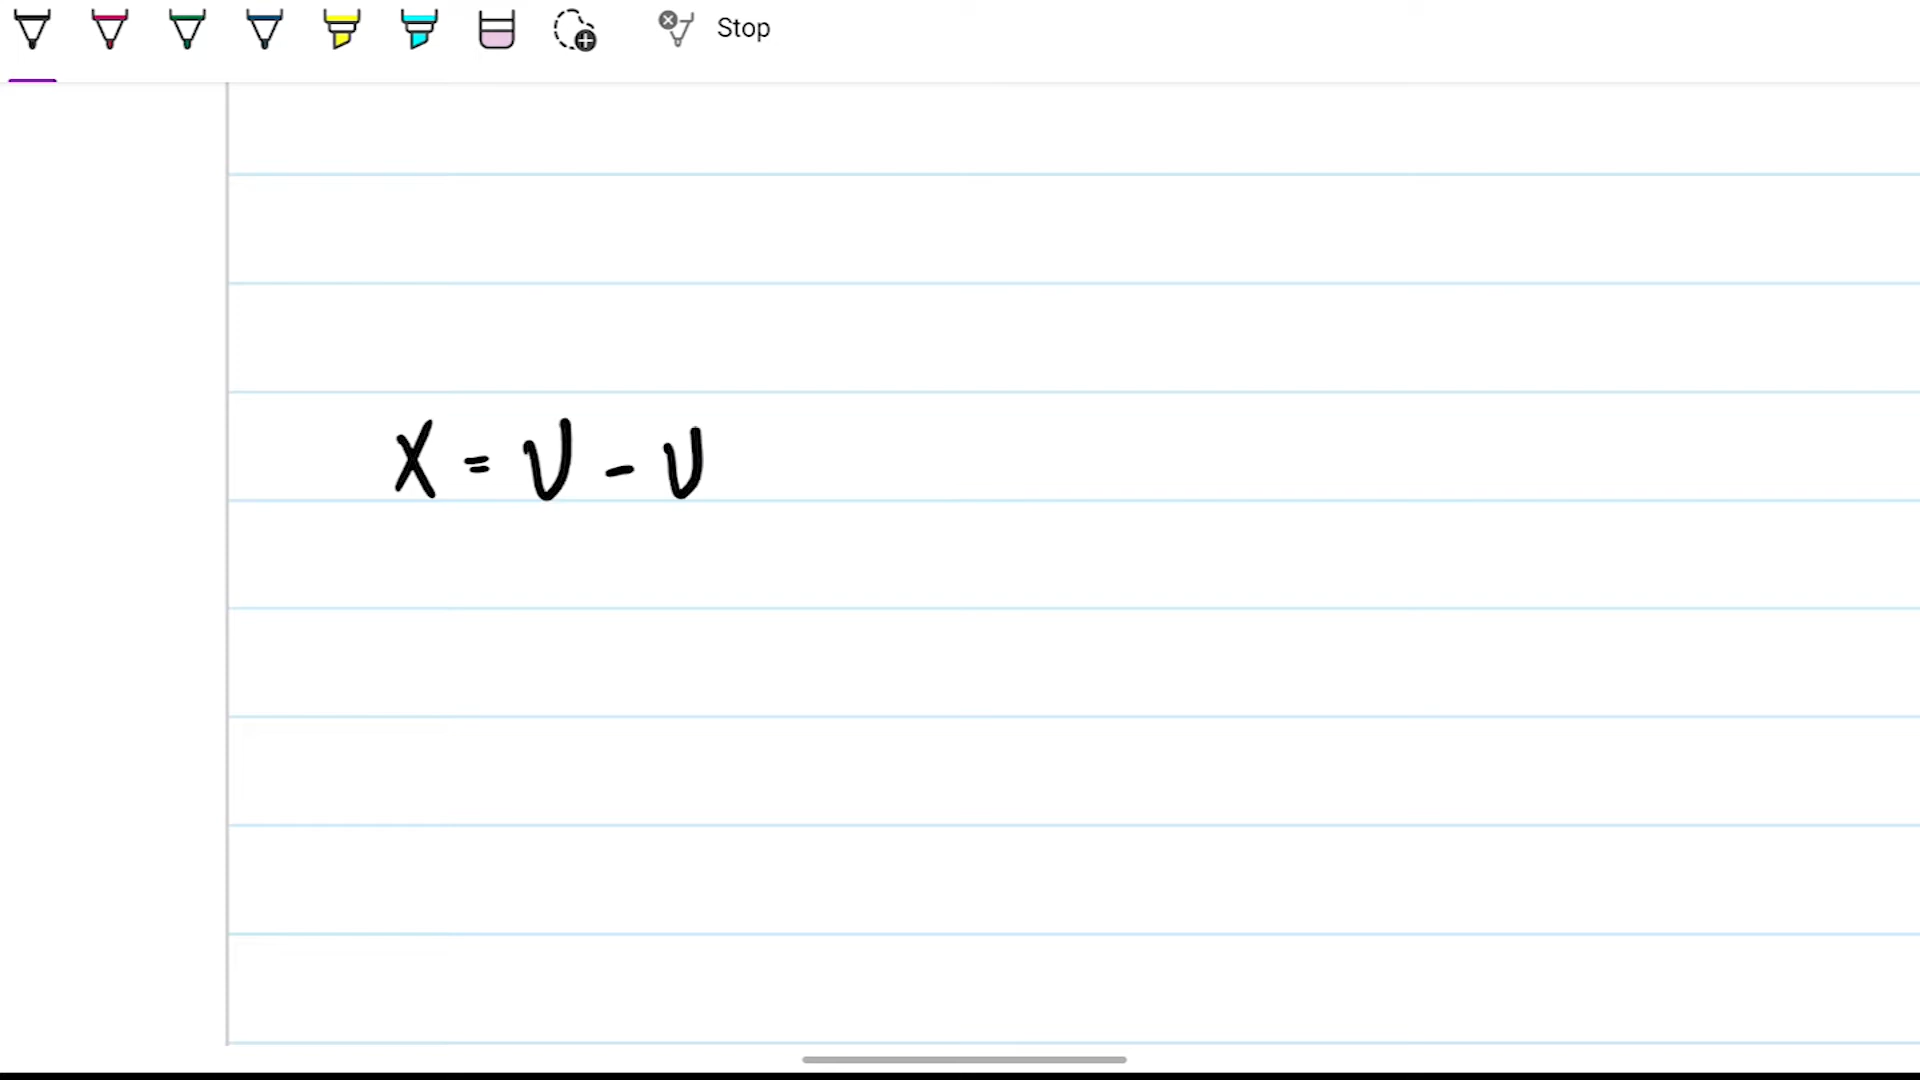 Stop
X = U - U